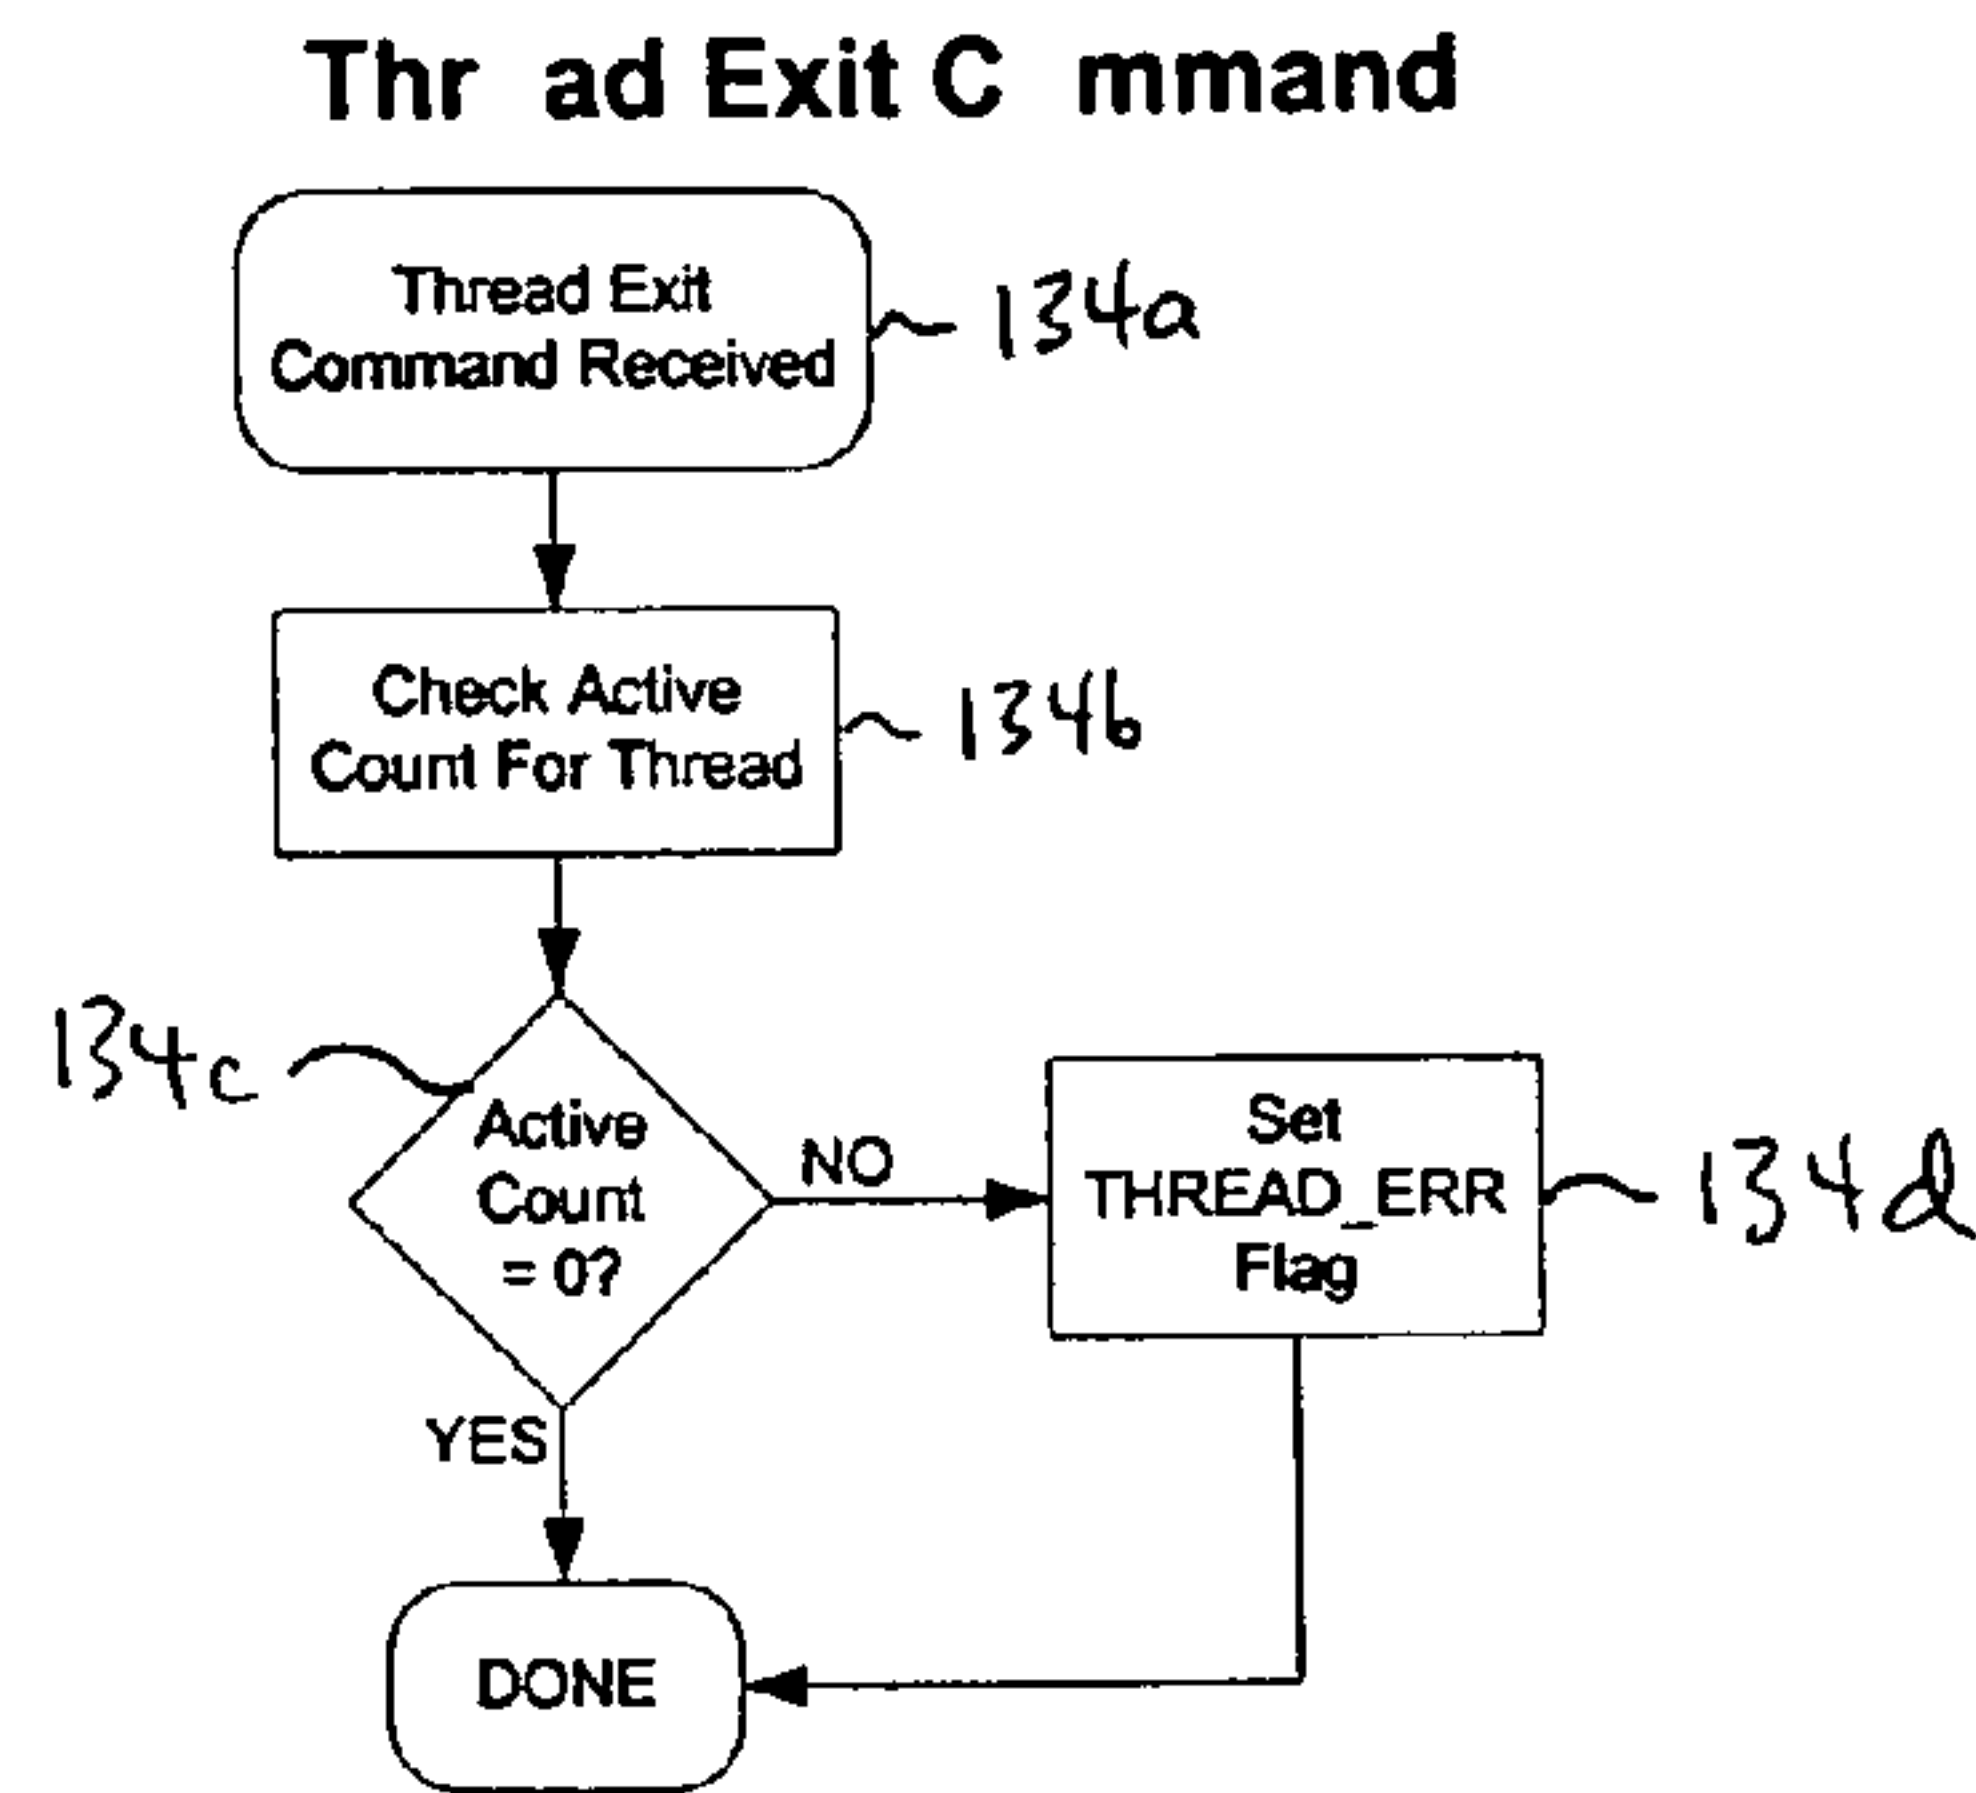 Thr ad Exit C mmand
Thread Exit
Command Received
134a
Check Active
Count For Thread
134b
134c
Active
Count
= 0?
NO
Set
THREAD_ERR
Flag
134d
YES
DONE